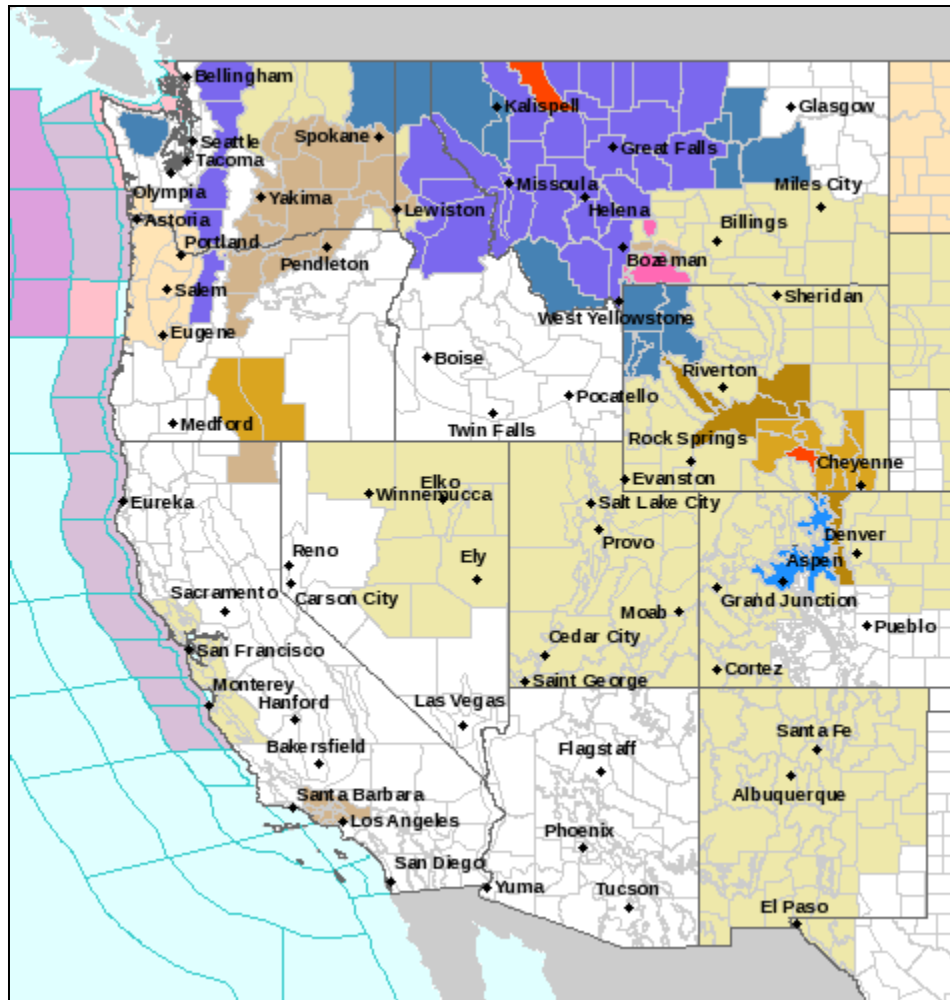 Bellingham
Kalispell
Glasgow
Spokane
Seattle
Great Falls
Tacoma
Missoula
Miles City
Olympia
Yakima
Helena
Lewiston
Astoria
Billings
Portland
Pendleton
Bozeman
Salem
Sheridan
West Yellowstone
Eugene
Boise
Riverton
Pocatello
Medford
Twin Falls
Rock Springs
Cheyenne
Elko
Evanston
Winnemucca
Eureka
Salt Lake City
Denver
Provo
Reno
Ely
Aspen
Sacramento
Carson City
Grand Junction
Moab
Pueblo
Cedar City
San Francisco
Cortez
Saint George
Monterey
Hanford
Las Vegas
Santa Fe
Bakersfield
Flagstaff
Santa Barbara
Albuquerque
Los Angeles
Phoenix
San Diego
Yuma
Tucson
El Paso